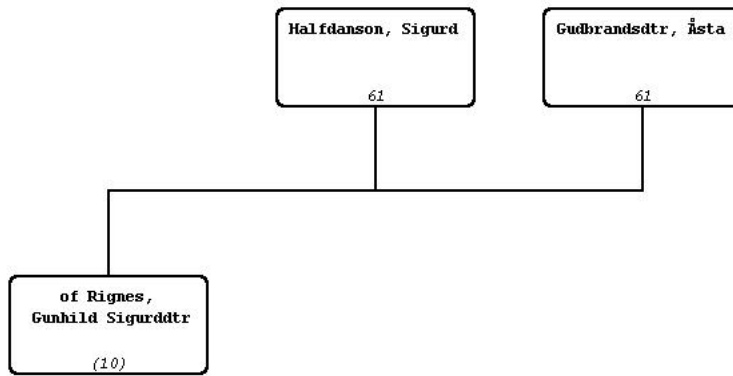 Halfdanson, Sigurd
61
Gudbrandsdtr, Åsta
61
of Rignes,
Gunhild Sigurddtr
(10)